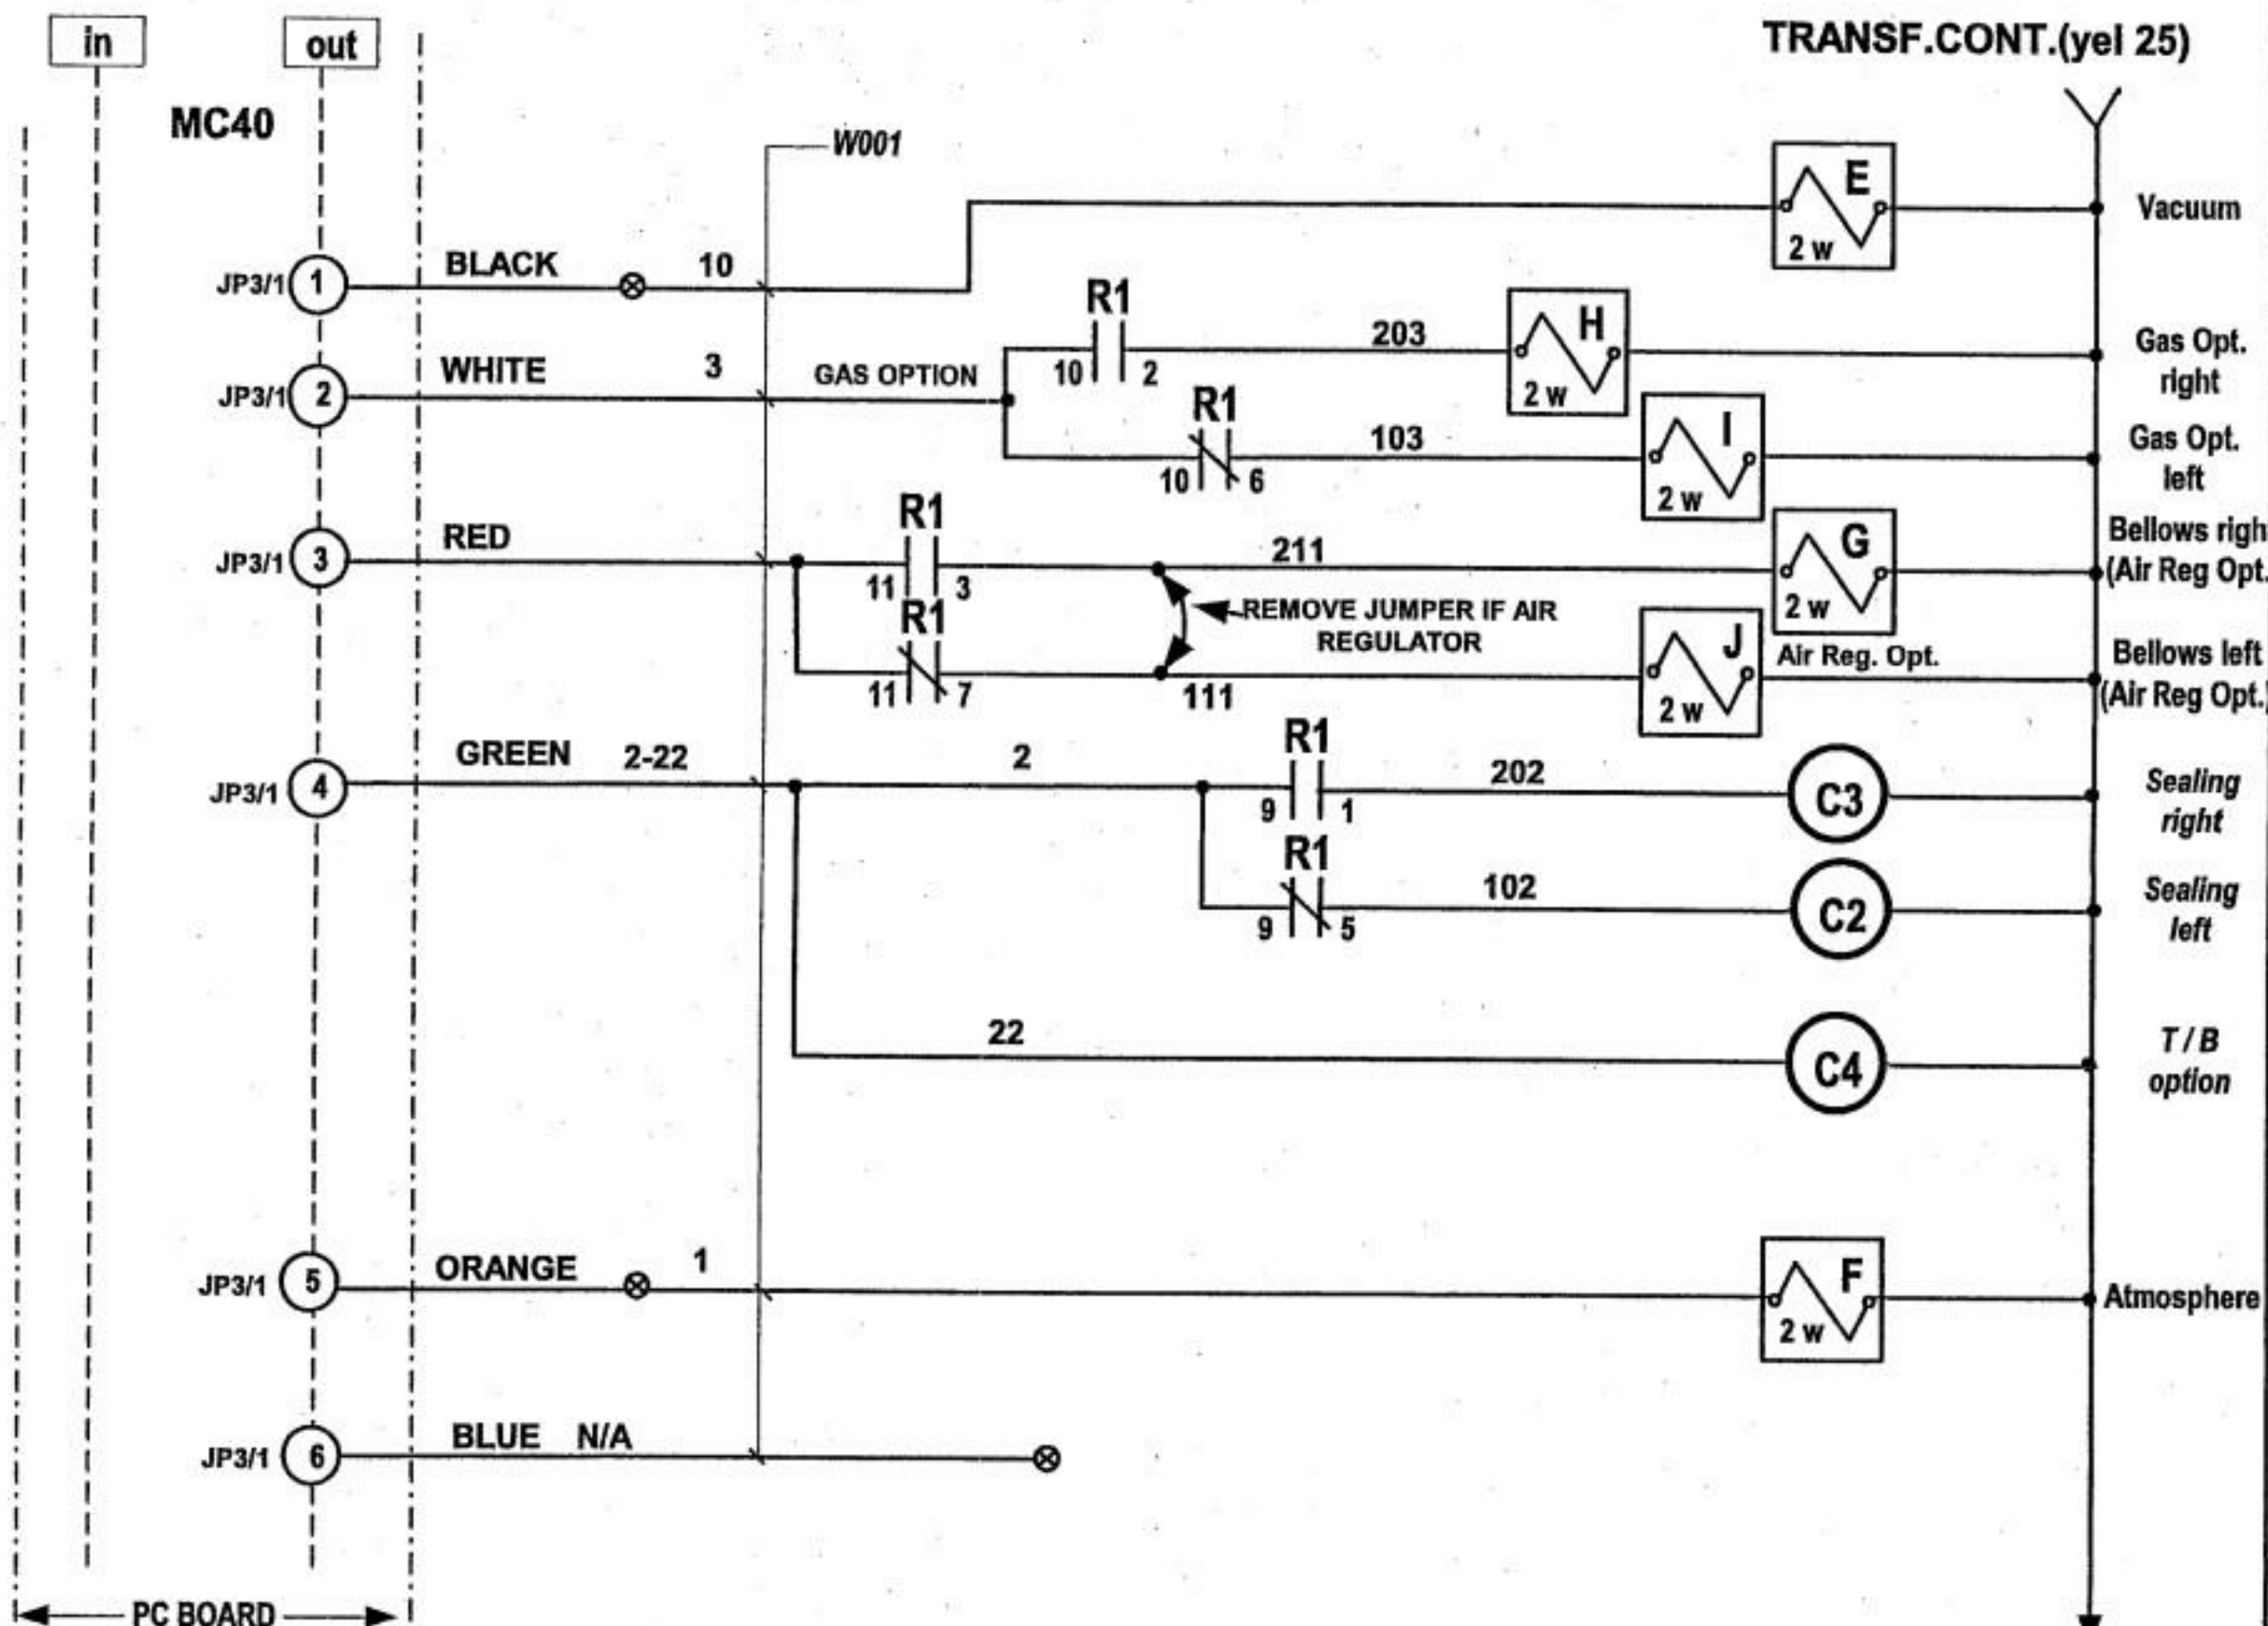 in
out
TRANSF.CONT.(yel 25)
MC40
W001
E
2 w
Vacuum
JP3/1
1
BLACK
10
R1
10
2
203
H
2 w
Gas Opt.
right
JP3/1
2
WHITE
3
GAS OPTION
R1
10
6
103
I
2 w
Gas Opt.
left
JP3/1
3
RED
R1
11
3
211
G
2 w
Bellows righ
(Air Reg Opt.
REMOVE JUMPER IF AIR
REGULATOR
R1
11
7
111
J
2 w
Air Reg. Opt.
Bellows left
(Air Reg Opt.)
JP3/1
4
GREEN
2-22
2
R1
9
1
202
C3
Sealing
right
R1
9
5
102
C2
Sealing
left
22
C4
T / B
option
JP3/1
5
ORANGE
1
F
2 w
Atmosphere
JP3/1
6
BLUE N/A
PC BOARD